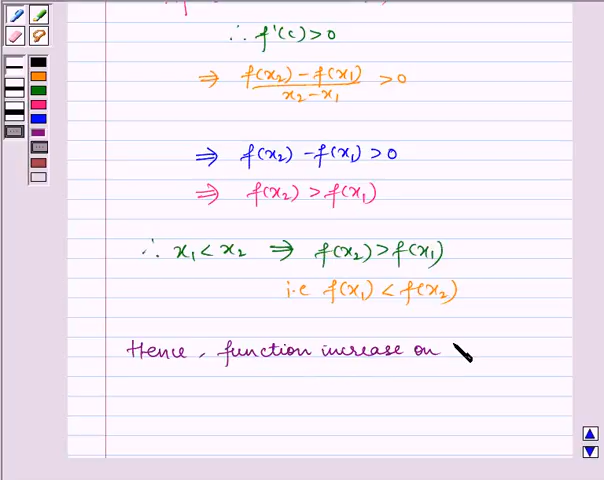 ∴ f'(c) > 0
⇒ f(x₂) − f(x₁) / x₂ − x₁ > 0
⇒ f(x₂) − f(x₁) > 0
⇒ f(x₂) > f(x₁)
∴ x₁ < x₂ ⇒ f(x₂) > f(x₁)
i.e f(x₁) < f(x₂)
Hence, function increase on